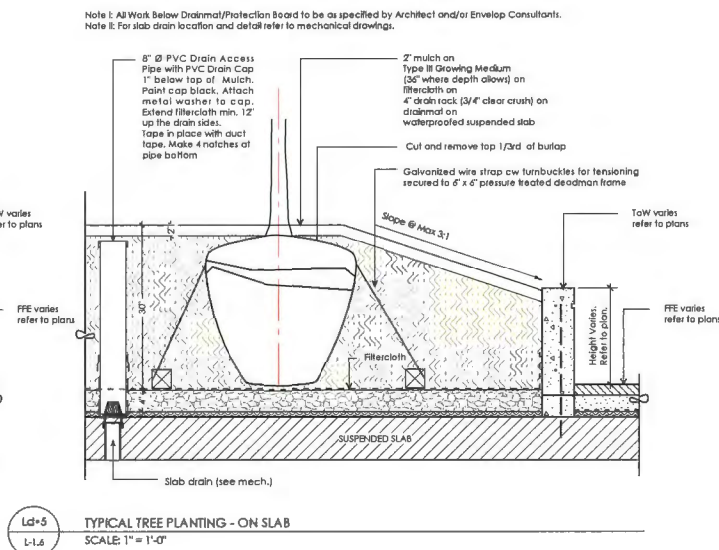 Note I: All Work Below Drainmat/Protection Board to be as specified by Architect and/or Envelop Consultants.
Note II: For slab drain location and detail refer to mechanical drawings.
8" Ø PVC Drain Access
Pipe with PVC Drain Cap
1" below top of Mulch.
Paint cap black. Attach
metal washer to cap.
Extend filtercloth min. 12"
up the drain sides.
Tape in place with duct
tape. Make 4 notches at
pipe bottom
2" mulch on
Type III Growing Medium
(36" where depth allows) on
filtercloth on
4" drain rock (3/4" clear crush) on
drainmat on
waterproofed suspended slab
Cut and remove top 1/3rd of burlap
Galvanized wire strap cw turnbuckles for tensioning
secured to 6" x 6" pressure treated deadman frame
W varies
er to plans
Slope @ Max 3:1
ToW varies
refer to plans
2"
30"
4"
FFE varies
refer to plans
Height Varies.
Refer to plan.
FFE varies
refer to plans
Filtercloth
SUSPENDED SLAB
Slab drain (see mech.)
Ld-5
L-1.6
TYPICAL TREE PLANTING - ON SLAB
SCALE: 1" = 1'-0"